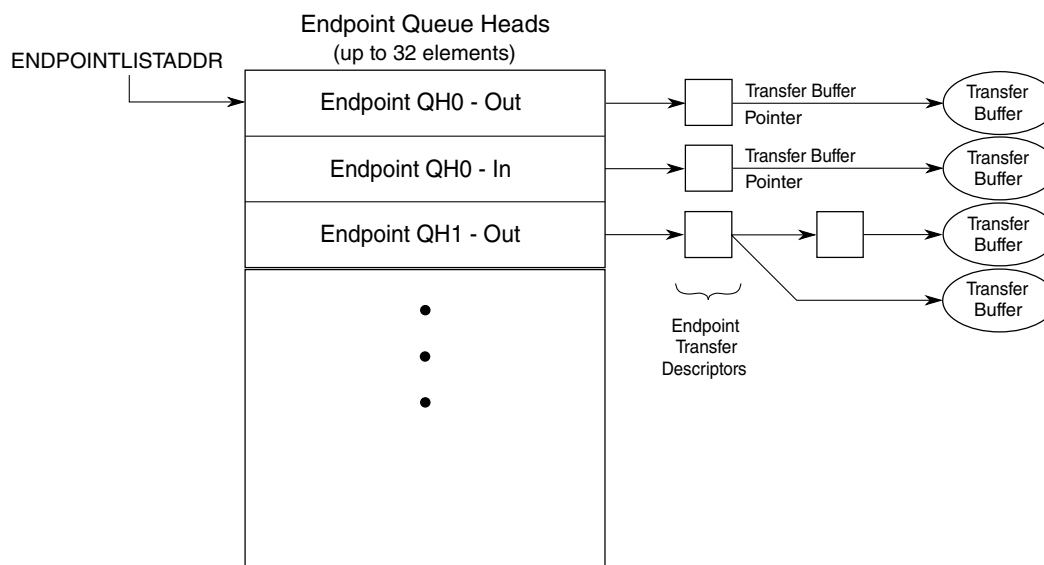 Endpoint Queue Heads
(up to 32 elements)
ENDPOINTLISTADDR
Endpoint QH0 - Out
Transfer Buffer
Pointer
Transfer
Buffer
Endpoint QH0 - In
Transfer Buffer
Pointer
Transfer
Buffer
Endpoint QH1 - Out
Transfer
Buffer
Transfer
Buffer
Endpoint
Transfer
Descriptors